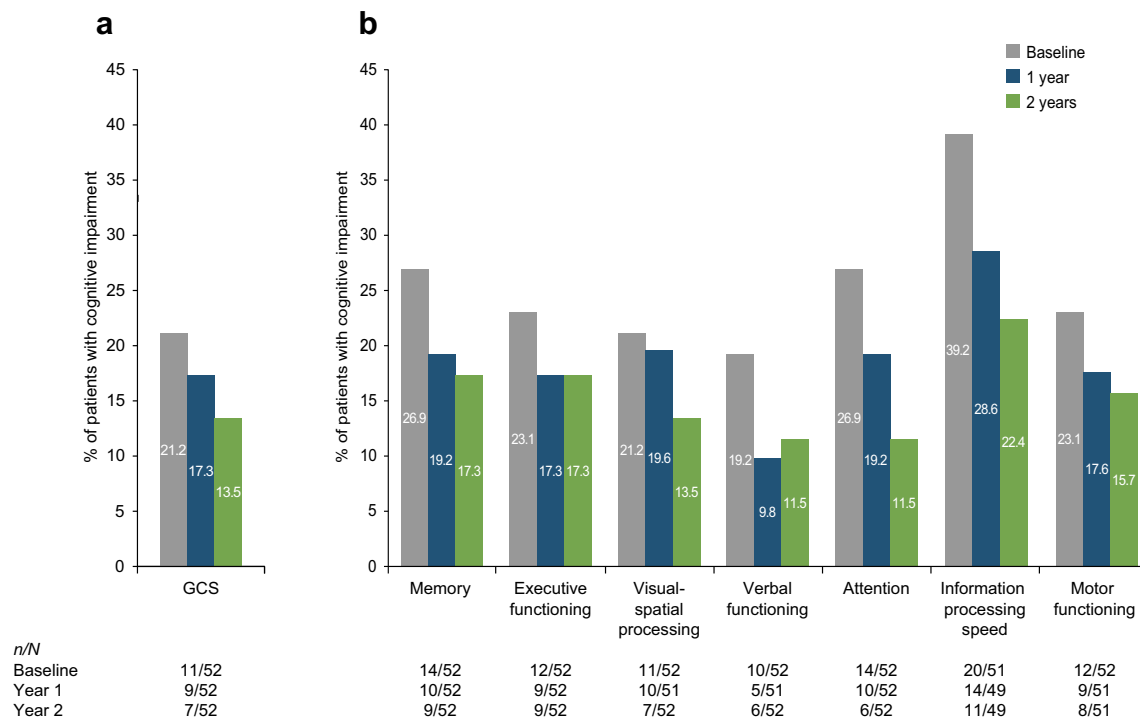 a
b
Baseline
1 year
2 years
% of patients with cognitive impairment
45
40
35
30
25
20
15
10
5
0
21.2
17.3
13.5
GCS
% of patients with cognitive impairment
45
40
35
30
25
20
15
10
5
0
26.9
19.2
17.3
23.1
17.3
17.3
21.2
19.6
13.5
19.2
9.8
11.5
26.9
19.2
11.5
39.2
28.6
22.4
23.1
17.6
15.7
Memory
Executive
functioning
Visual-
spatial
processing
Verbal
functioning
Attention
Information
processing
speed
Motor
functioning
n/N
Baseline 11/52 14/52 12/52 11/52 10/52 14/52 20/51 12/52
Year 1 9/52 10/52 9/52 10/51 5/51 10/52 14/49 9/51
Year 2 7/52 9/52 9/52 7/52 6/52 6/52 11/49 8/51